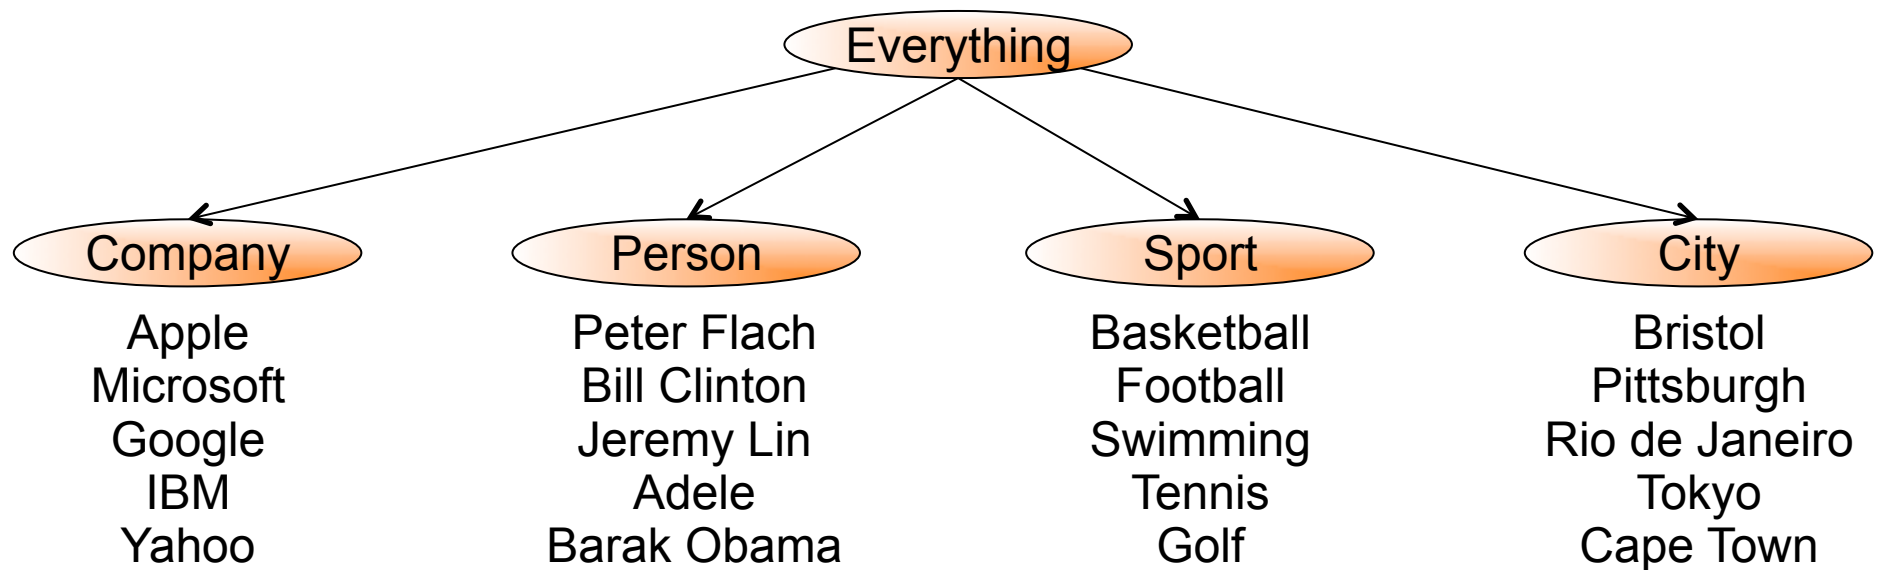 Everything
Company
Person
Sport
City
Apple
Peter Flach
Basketball
Bristol
Microsoft
Bill Clinton
Football
Pittsburgh
Google
Jeremy Lin
Swimming
Rio de Janeiro
IBM
Adele
Tennis
Tokyo
Yahoo
Barak Obama
Golf
Cape Town